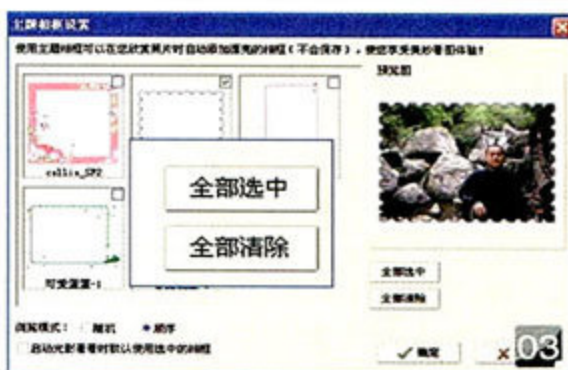 主题相框设置
使用主题相框可以在您欣赏照片时自动添加漂亮的相框(不会保存)，使您享受美妙看图体验!
预览图
collin_SP2
全部选中
全部清除
可爱蛋蛋-1
全部选中
全部清除
浏览模式: 随机 顺序
启动光影看看时默认使用选中的相框
确定
03